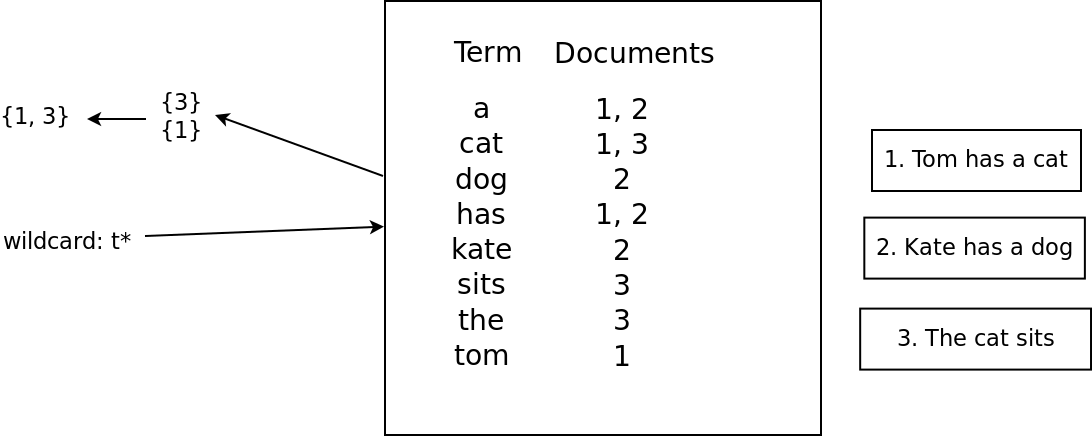 Term Documents
a 1, 2
cat 1, 3
dog 2
has 1, 2
kate 2
sits 3
the 3
tom 1
{3}
{1}
{1, 3}
wildcard: t*
1. Tom has a cat
2. Kate has a dog
3. The cat sits